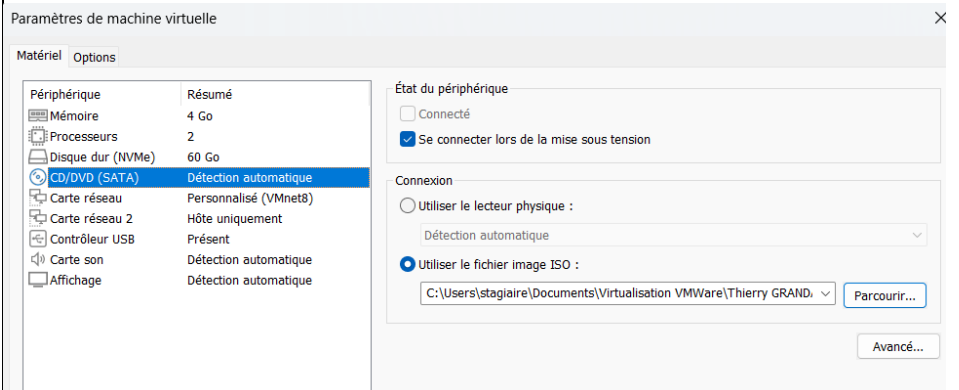 Paramètres de machine virtuelle
Matériel Options
Périphérique Résumé
Mémoire 4 Go
Processeurs 2
Disque dur (NVMe) 60 Go
CD/DVD (SATA) Détection automatique
Carte réseau Personnalisé (VMnet8)
Carte réseau 2 Hôte uniquement
Contrôleur USB Présent
Carte son Détection automatique
Affichage Détection automatique
État du périphérique
Connecté
Se connecter lors de la mise sous tension
Connexion
Utiliser le lecteur physique :
Détection automatique
Utiliser le fichier image ISO :
C:\Users\stagiaire\Documents\Virtualisation VMWare\Thierry GRAND
Parcourir...
Avancé...